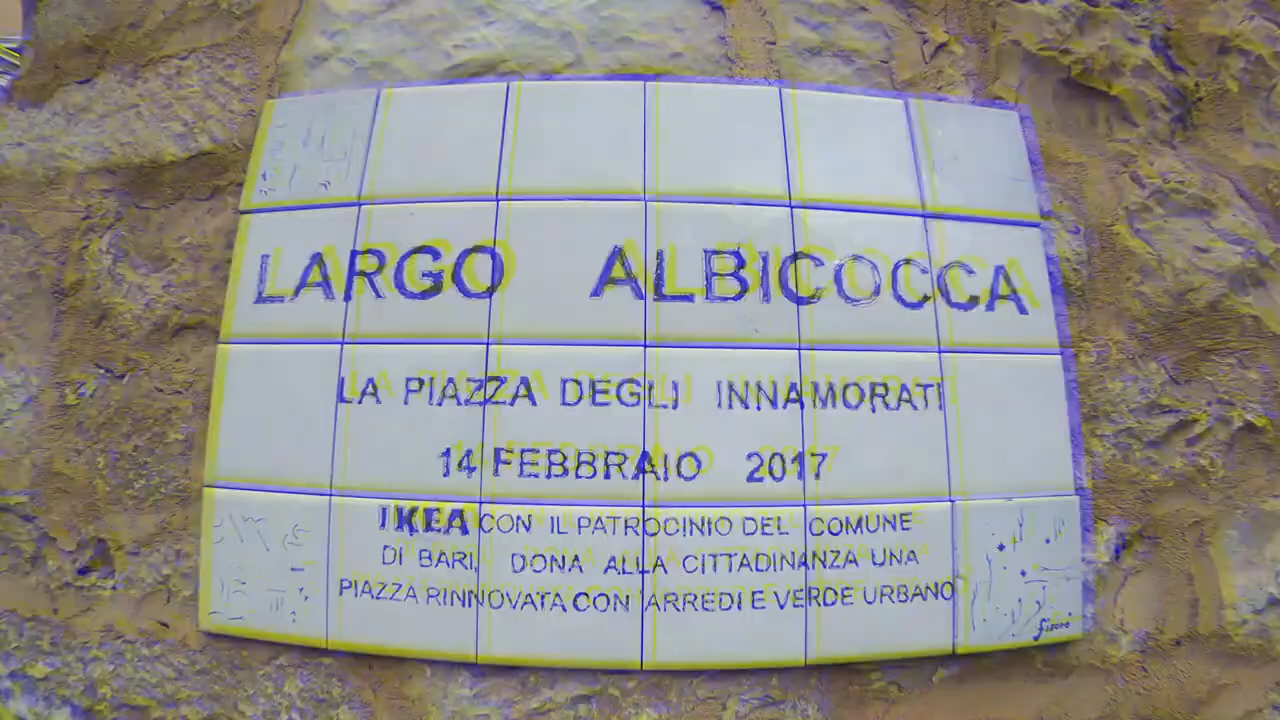 LARGO ALBICOCCA
LA PIAZZA DEGLI INNAMORATI
14 FEBBRAIO 2017
IKEA CON IL PATROCINIO DEL COMUNE
DI BARI, DONA ALLA CITTADINANZA UNA
PIAZZA RINNOVATA CON ARREDI E VERDE URBANO